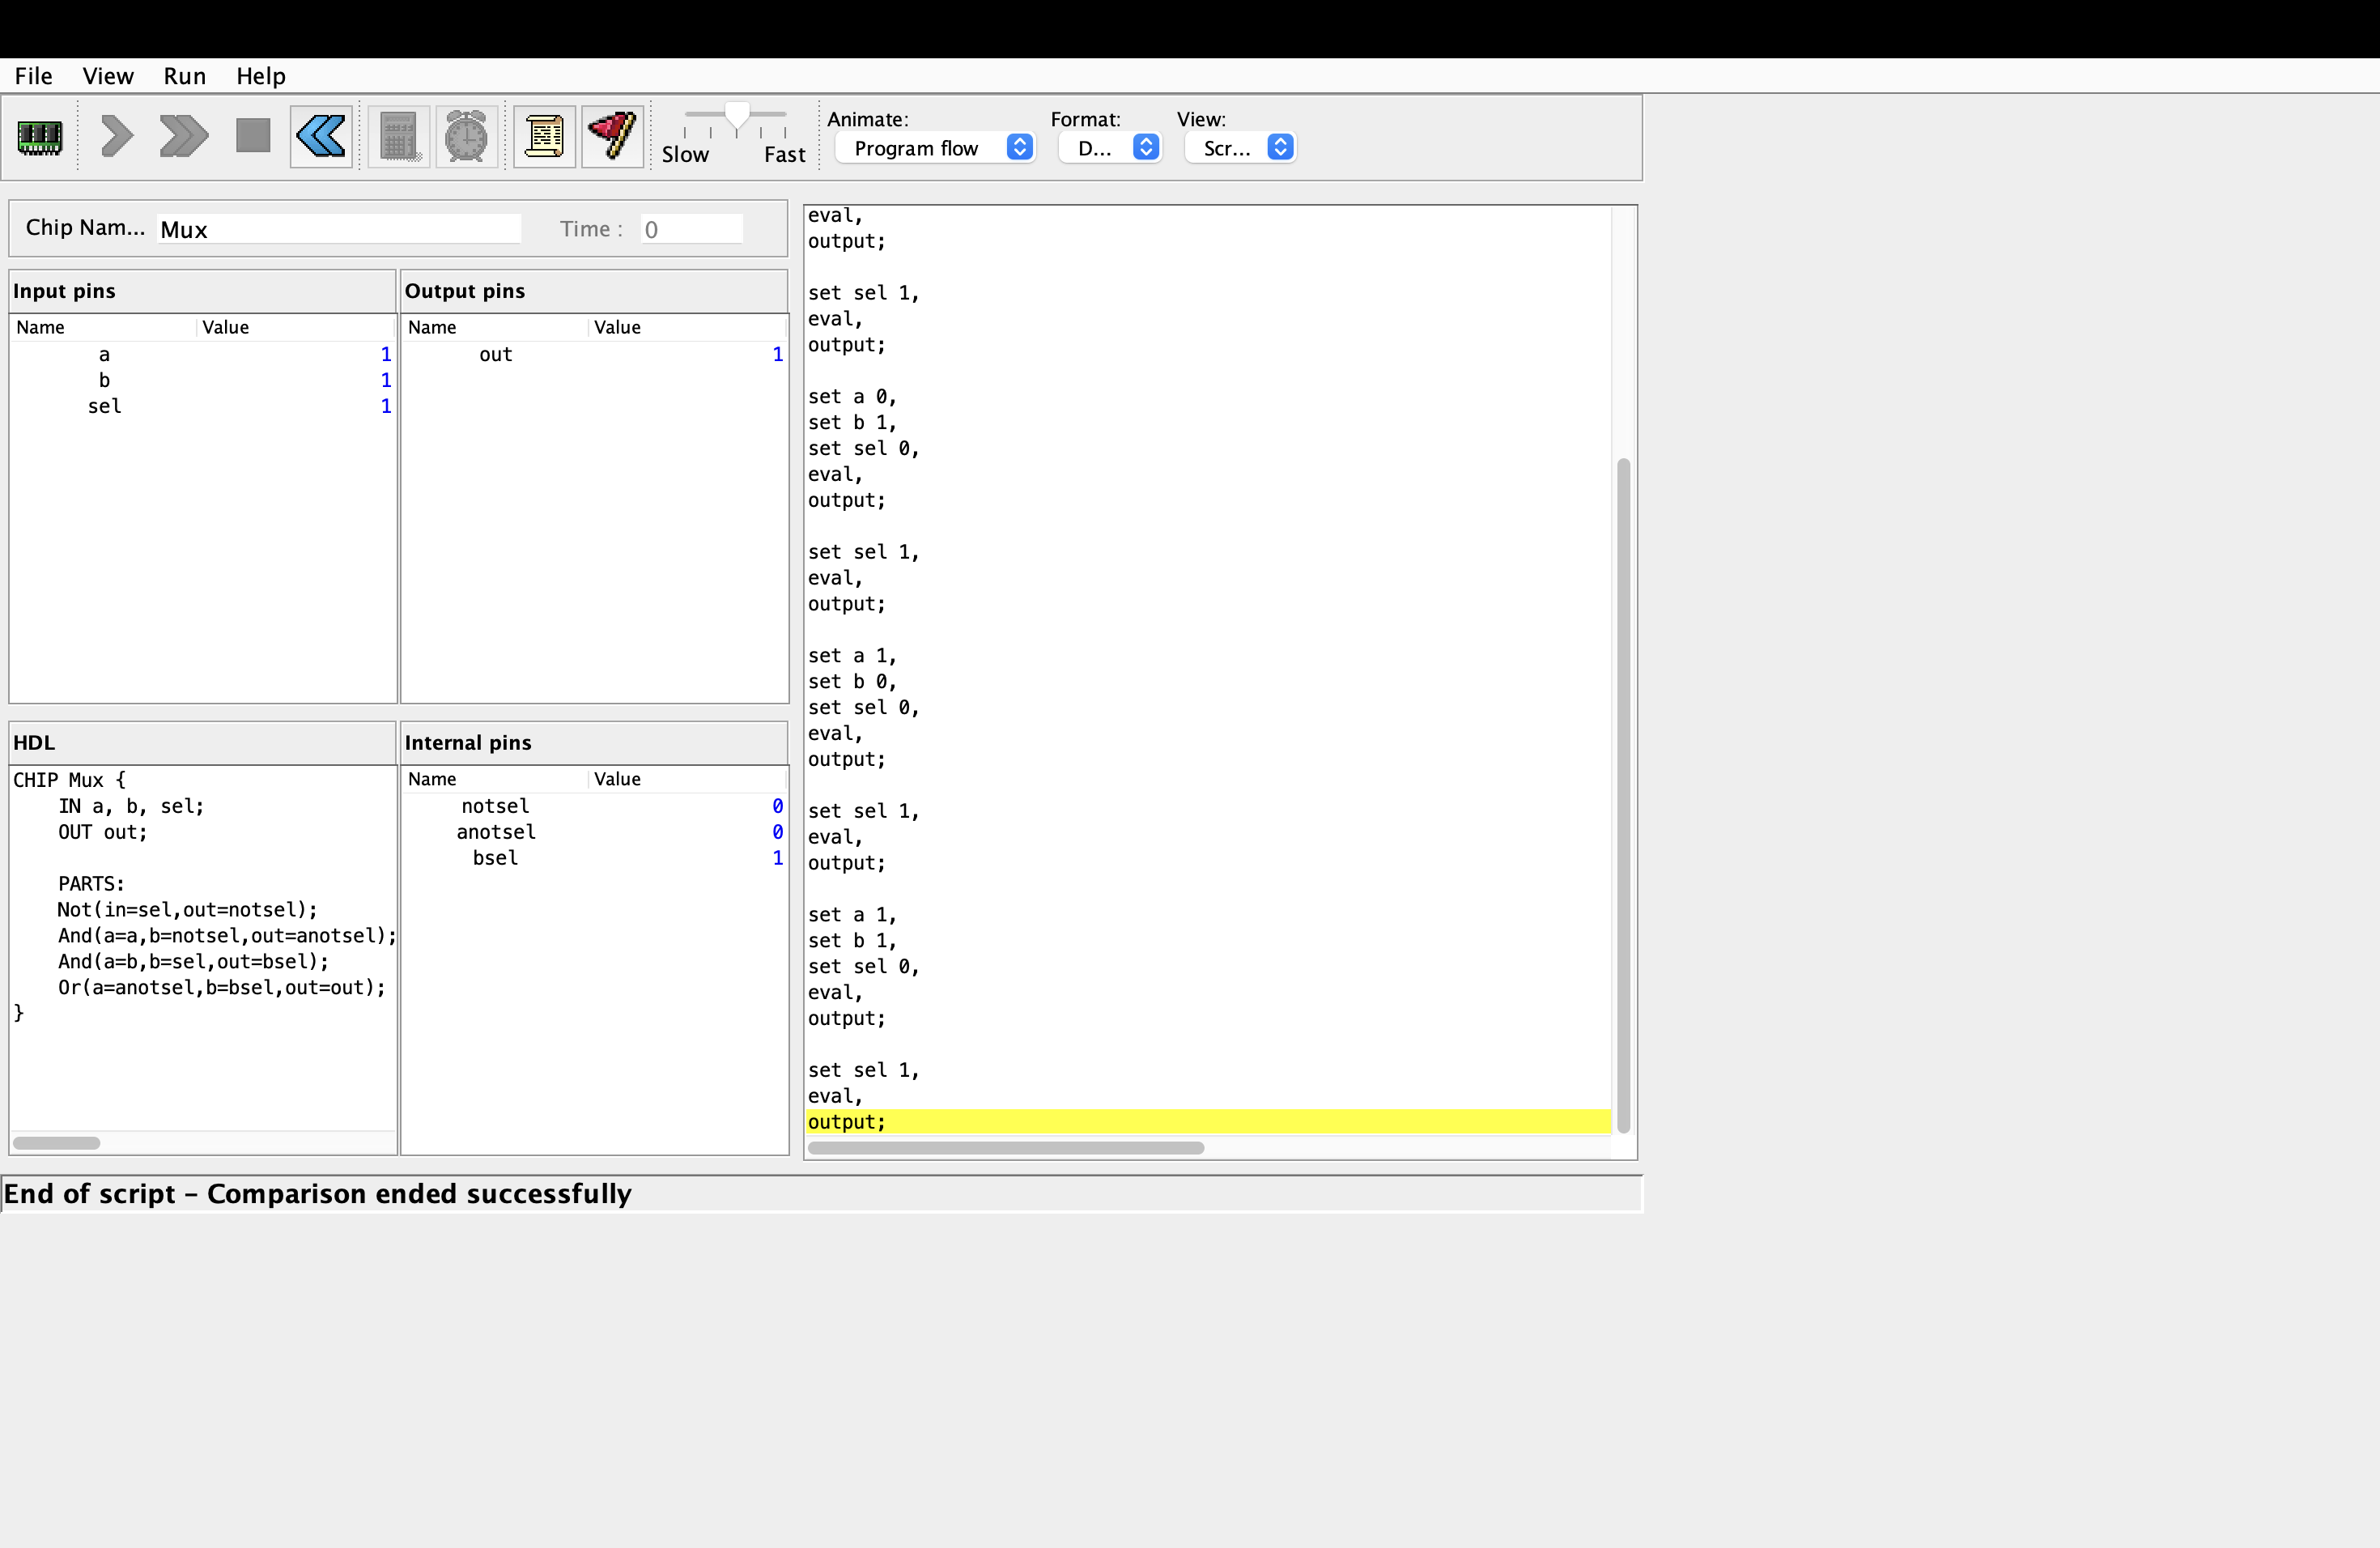 File View Run Help
Animate: Format: View:
Slow Fast Program flow D... Scr...
Chip Nam... Mux Time : 0
Input pins
Name Value
a 1
b 1
sel 1
Output pins
Name Value
out 1
HDL
CHIP Mux {
    IN a, b, sel;
    OUT out;
    PARTS:
    Not(in=sel,out=notsel);
    And(a=a,b=notsel,out=anotsel);
    And(a=b,b=sel,out=bsel);
    Or(a=anotsel,b=bsel,out=out);
}
Internal pins
Name Value
notsel 0
anotsel 0
bsel 1
eval,
output;
set sel 1,
eval,
output;
set a 0,
set b 1,
set sel 0,
eval,
output;
set sel 1,
eval,
output;
set a 1,
set b 0,
set sel 0,
eval,
output;
set sel 1,
eval,
output;
set a 1,
set b 1,
set sel 0,
eval,
output;
set sel 1,
eval,
output;
End of script – Comparison ended successfully